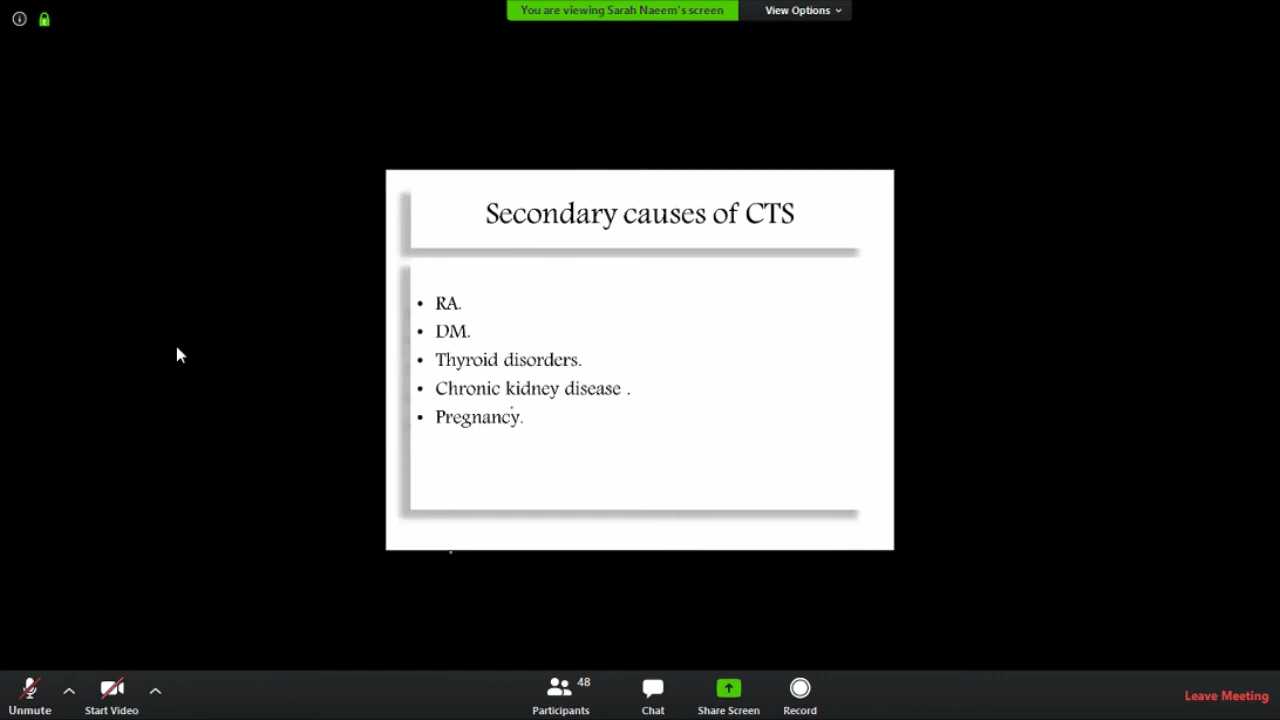 You are viewing Sarah Naeem's screen
View Options
Secondary causes of CTS
• RA.
• DM.
• Thyroid disorders.
• Chronic kidney disease .
• Pregnancy.
Unmute
Start Video
48
Participants
Chat
Share Screen
Record
Leave Meeting